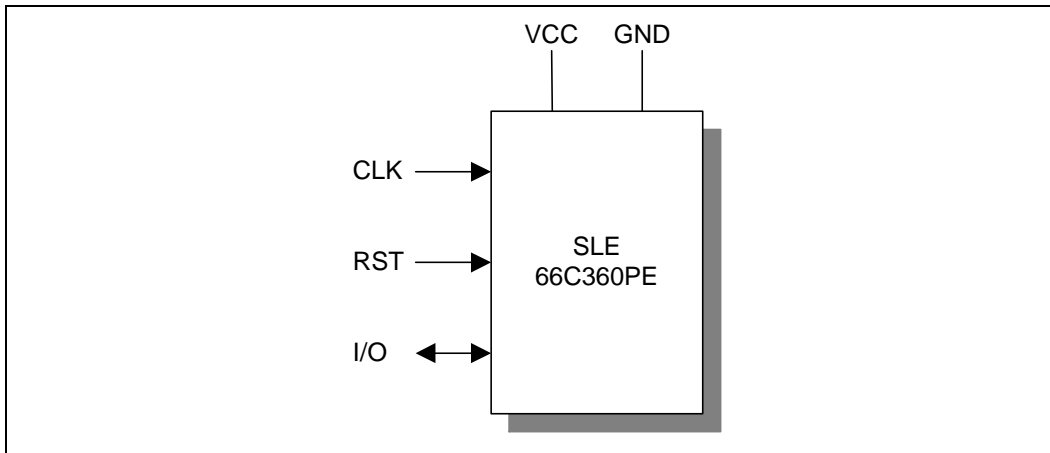 VCC GND
CLK
RST
SLE
66C360PE
I/O